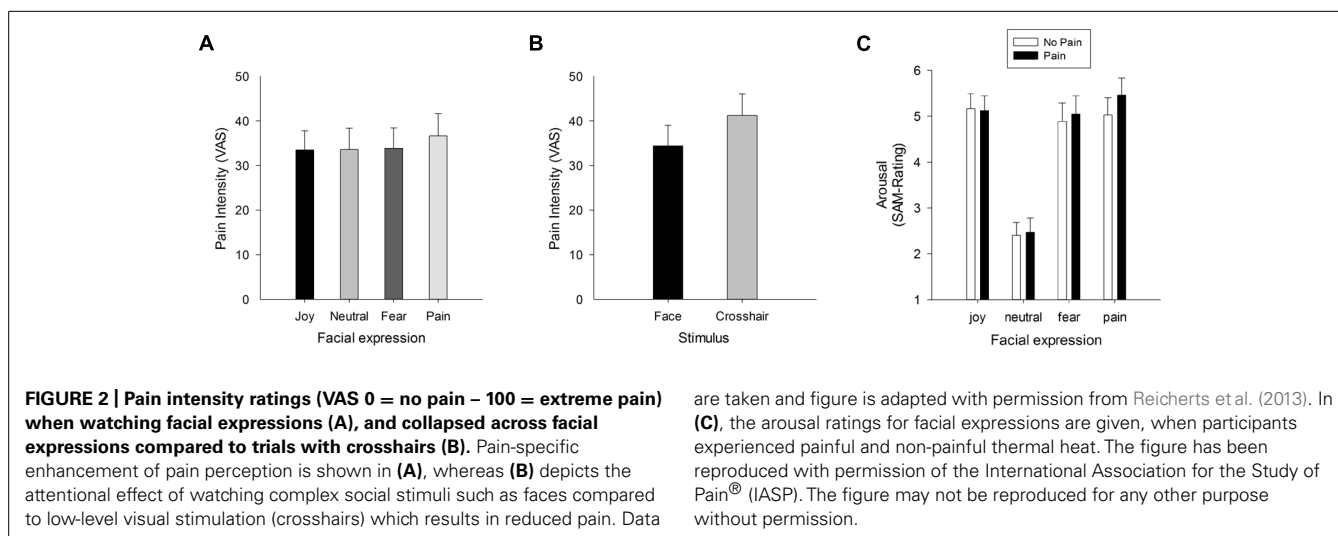 A
B
C
No Pain
Pain
50
40
30
20
10
0
Pain Intensity (VAS)
Joy Neutral Fear Pain
Facial expression
50
40
30
20
10
0
Pain Intensity (VAS)
Face Crosshair
Stimulus
6
5
4
3
2
1
Arousal
(SAM-Rating)
joy neutral fear pain
Facial expression
FIGURE 2 | Pain intensity ratings (VAS 0 = no pain – 100 = extreme pain)
when watching facial expressions (A), and collapsed across facial
expressions compared to trials with crosshairs (B). Pain-specific
enhancement of pain perception is shown in (A), whereas (B) depicts the
attentional effect of watching complex social stimuli such as faces compared
to low-level visual stimulation (crosshairs) which results in reduced pain. Data
are taken and figure is adapted with permission from Reicherts et al. (2013). In
(C), the arousal ratings for facial expressions are given, when participants
experienced painful and non-painful thermal heat. The figure has been
reproduced with permission of the International Association for the Study of
Pain® (IASP). The figure may not be reproduced for any other purpose
without permission.